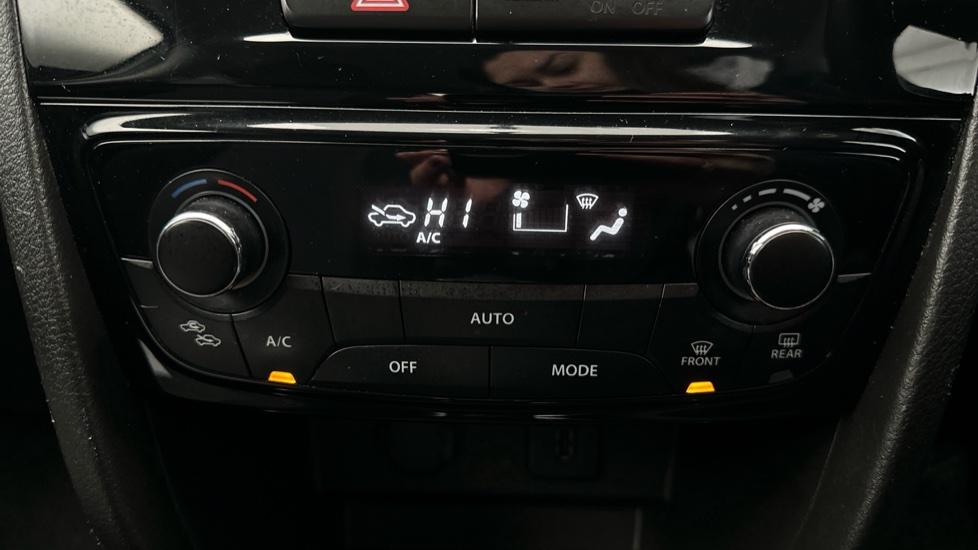 ON OFF
HI
A/C
AUTO
A/C
OFF
MODE
FRONT
REAR